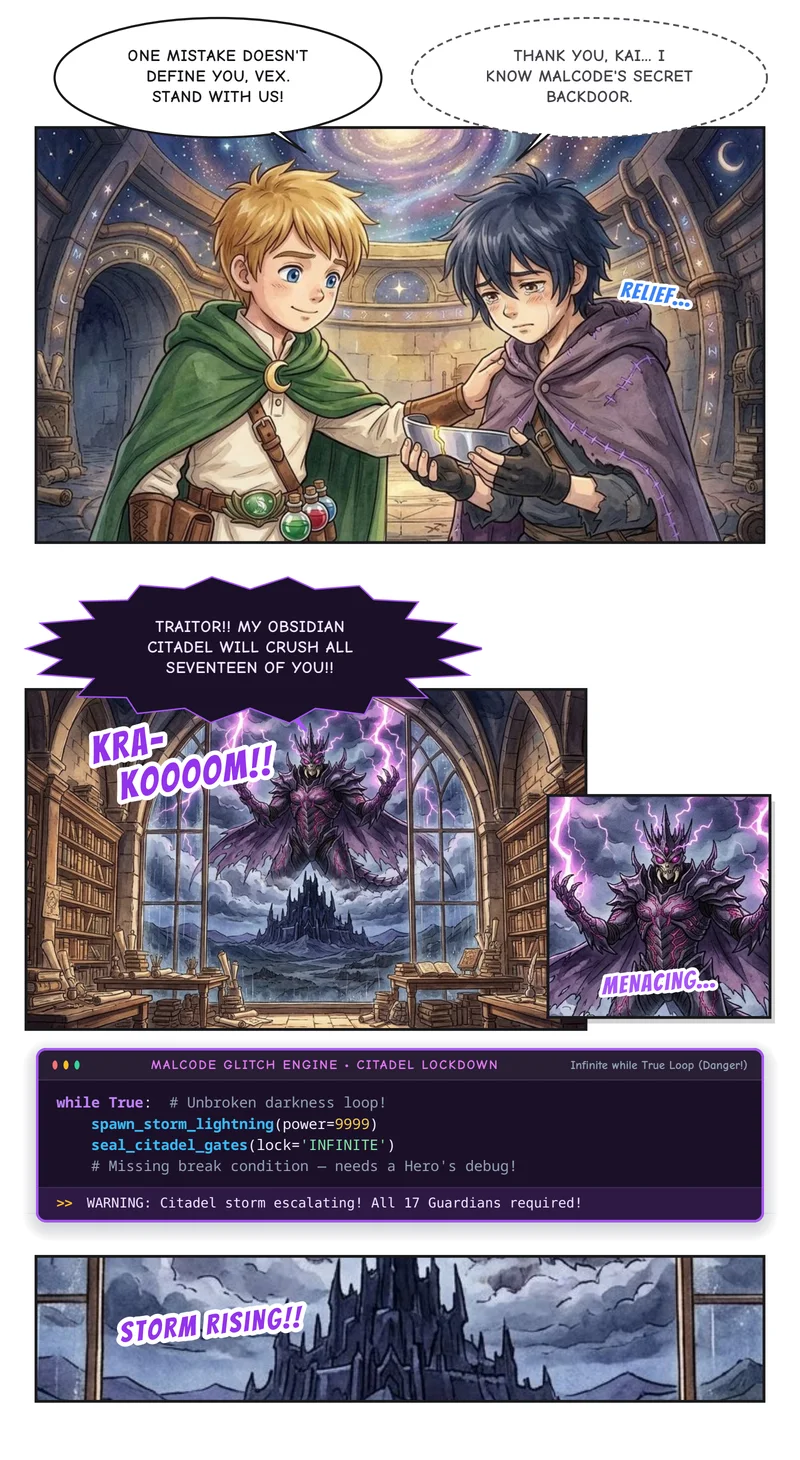 ONE MISTAKE DOESN'T
DEFINE YOU, VEX.
STAND WITH US!
THANK YOU, KAI... I
KNOW MALCODE'S SECRET
BACKDOOR.
RELIEF...
TRAITOR!! MY OBSIDIAN
CITADEL WILL CRUSH ALL
SEVENTEEN OF YOU!!
KRA-
KOOOOM!!
MENACING...
MALCODE GLITCH ENGINE • CITADEL LOCKDOWN
Infinite while True Loop (Danger!)
while True:  # Unbroken darkness loop!
    spawn_storm_lightning(power=9999)
    seal_citadel_gates(lock='INFINITE')
    # Missing break condition — needs a Hero's debug!
>> WARNING: Citadel storm escalating! All 17 Guardians required!
STORM RISING!!